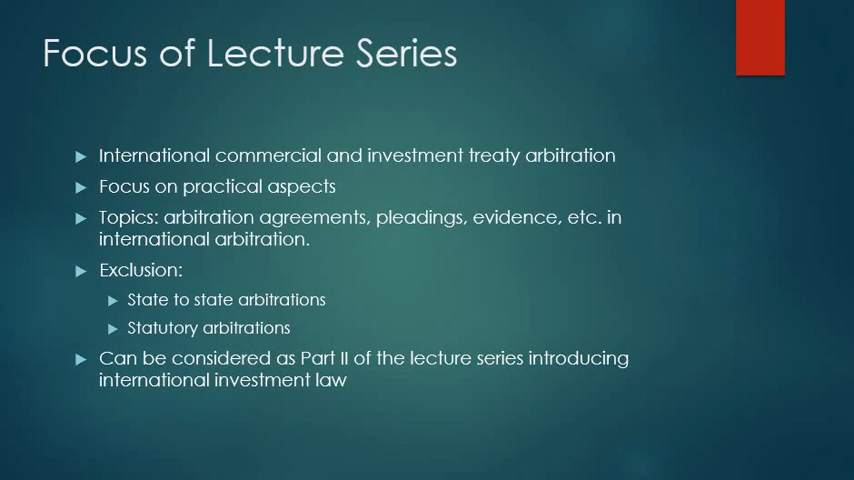 Focus of Lecture Series
International commercial and investment treaty arbitration
Focus on practical aspects
Topics: arbitration agreements, pleadings, evidence, etc. in
international arbitration.
Exclusion:
State to state arbitrations
Statutory arbitrations
Can be considered as Part II of the lecture series introducing
international investment law